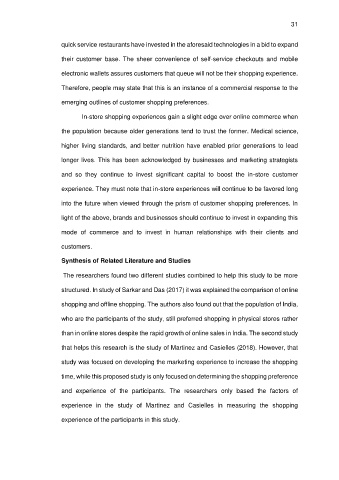 31
quick service restaurants have invested in the aforesaid technologies in a bid to expand
their customer base. The sheer convenience of self-service checkouts and mobile
electronic wallets assures customers that queue will not be their shopping experience.
Therefore, people may state that this is an instance of a commercial response to the
emerging outlines of customer shopping preferences.
In-store shopping experiences gain a slight edge over online commerce when
the population because older generations tend to trust the former. Medical science,
higher living standards, and better nutrition have enabled prior generations to lead
longer lives. This has been acknowledged by businesses and marketing strategists
and so they continue to invest significant capital to boost the in-store customer
experience. They must note that in-store experiences will continue to be favored long
into the future when viewed through the prism of customer shopping preferences. In
light of the above, brands and businesses should continue to invest in expanding this
mode of commerce and to invest in human relationships with their clients and
customers.
Synthesis of Related Literature and Studies
The researchers found two different studies combined to help this study to be more
structured. In study of Sarkar and Das (2017) it was explained the comparison of online
shopping and offline shopping. The authors also found out that the population of India,
who are the participants of the study, still preferred shopping in physical stores rather
than in online stores despite the rapid growth of online sales in India. The second study
that helps this research is the study of Martinez and Casielles (2018). However, that
study was focused on developing the marketing experience to increase the shopping
time, while this proposed study is only focused on determining the shopping preference
and experience of the participants. The researchers only based the factors of
experience in the study of Martinez and Casielles in measuring the shopping
experience of the participants in this study.